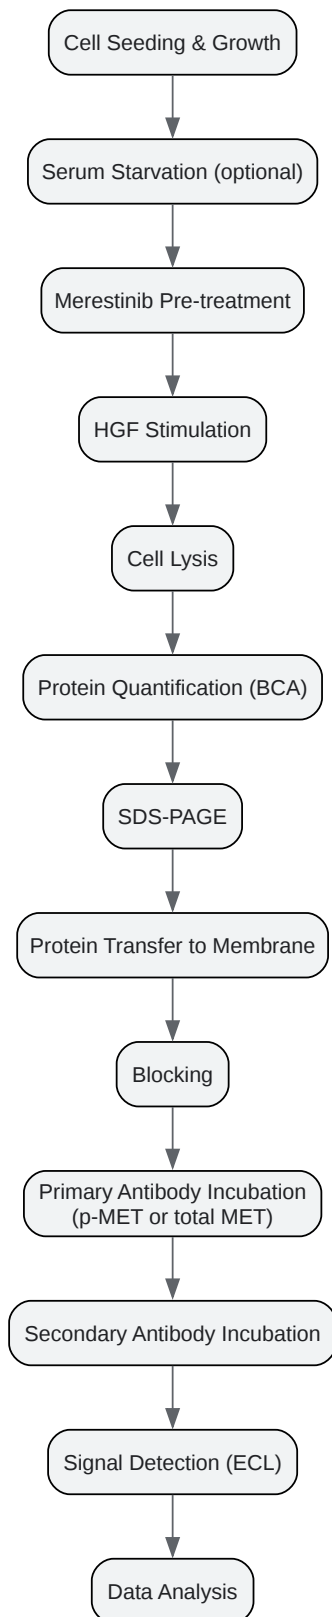 Cell Seeding & Growth
Serum Starvation (optional)
Merestinib Pre-treatment
HGF Stimulation
Cell Lysis
Protein Quantification (BCA)
SDS-PAGE
Protein Transfer to Membrane
Blocking
Primary Antibody Incubation
(p-MET or total MET)
Secondary Antibody Incubation
Signal Detection (ECL)
Data Analysis